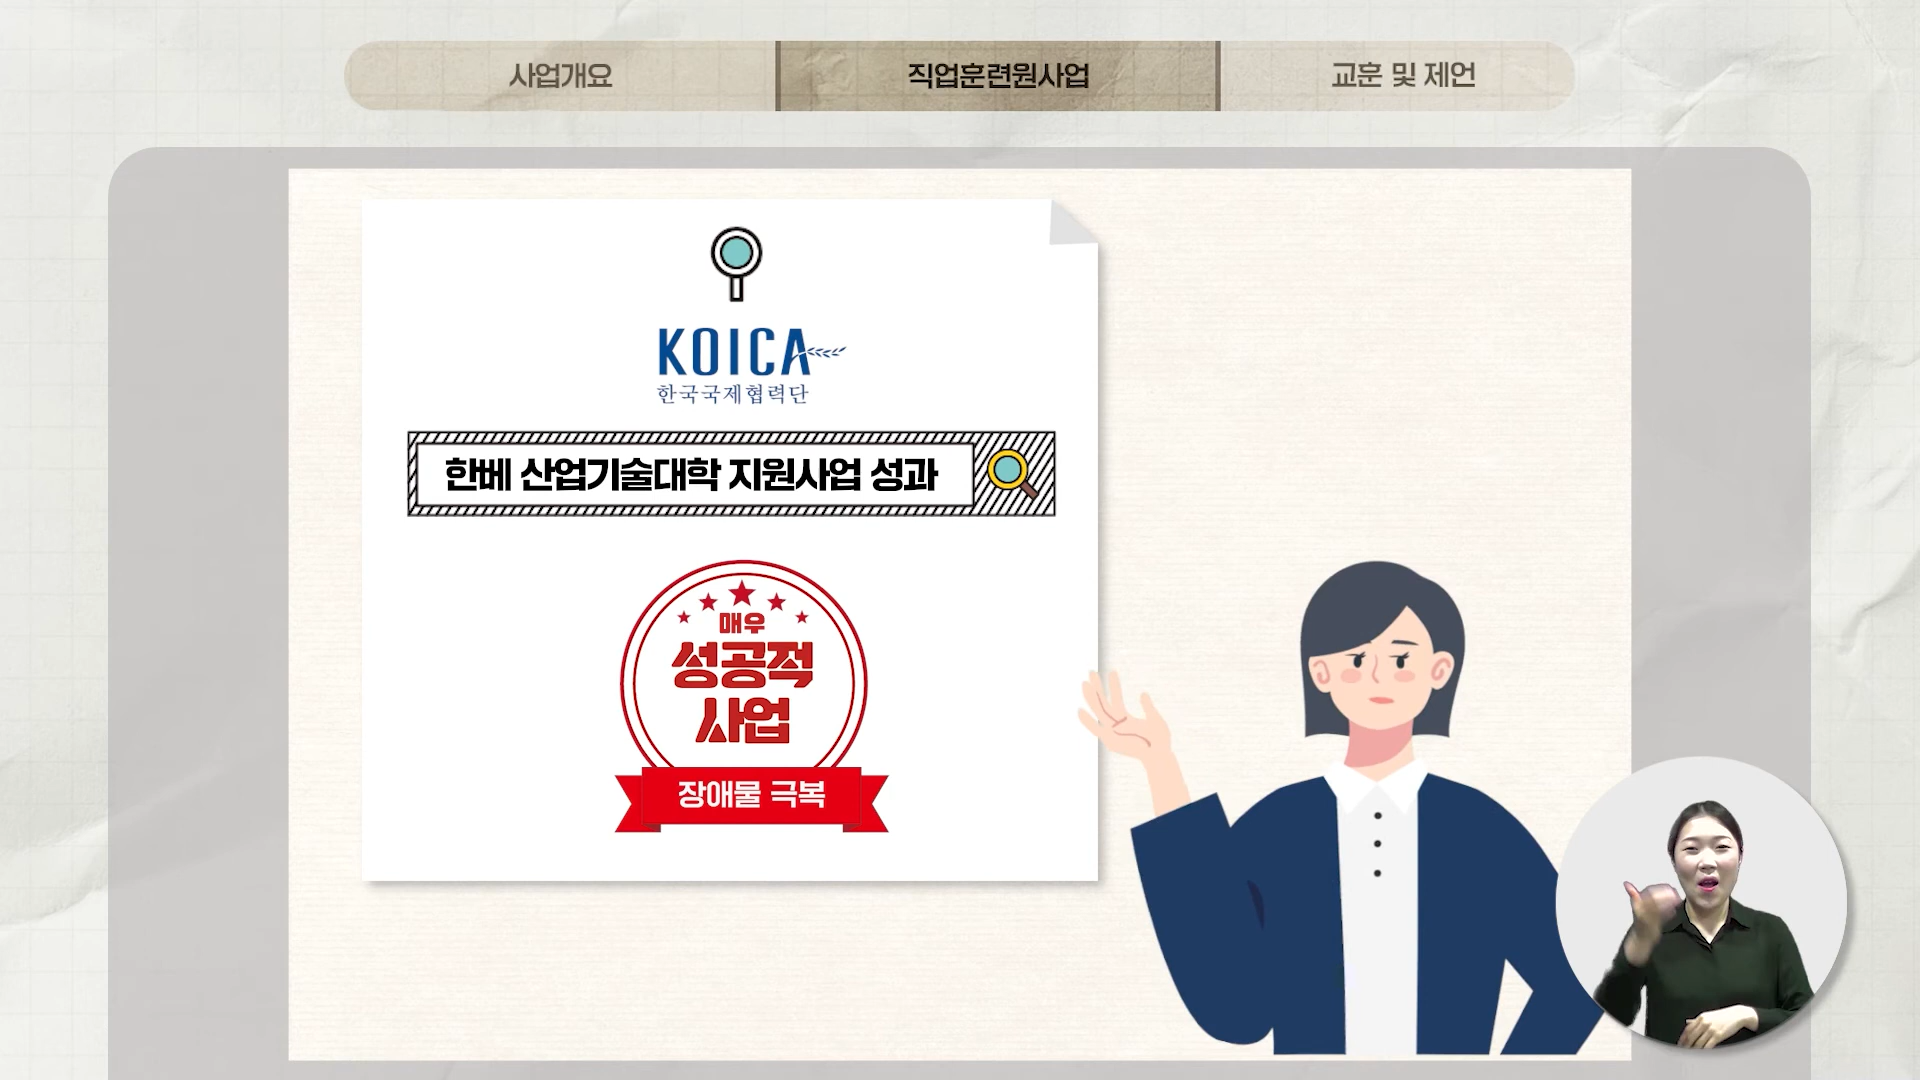 사업개요
직업훈련원사업
교훈 및 제언
KOICA
한국국제협력단
한베 산업기술대학 지원사업 성과
매우
성공적
사업
장애물 극복